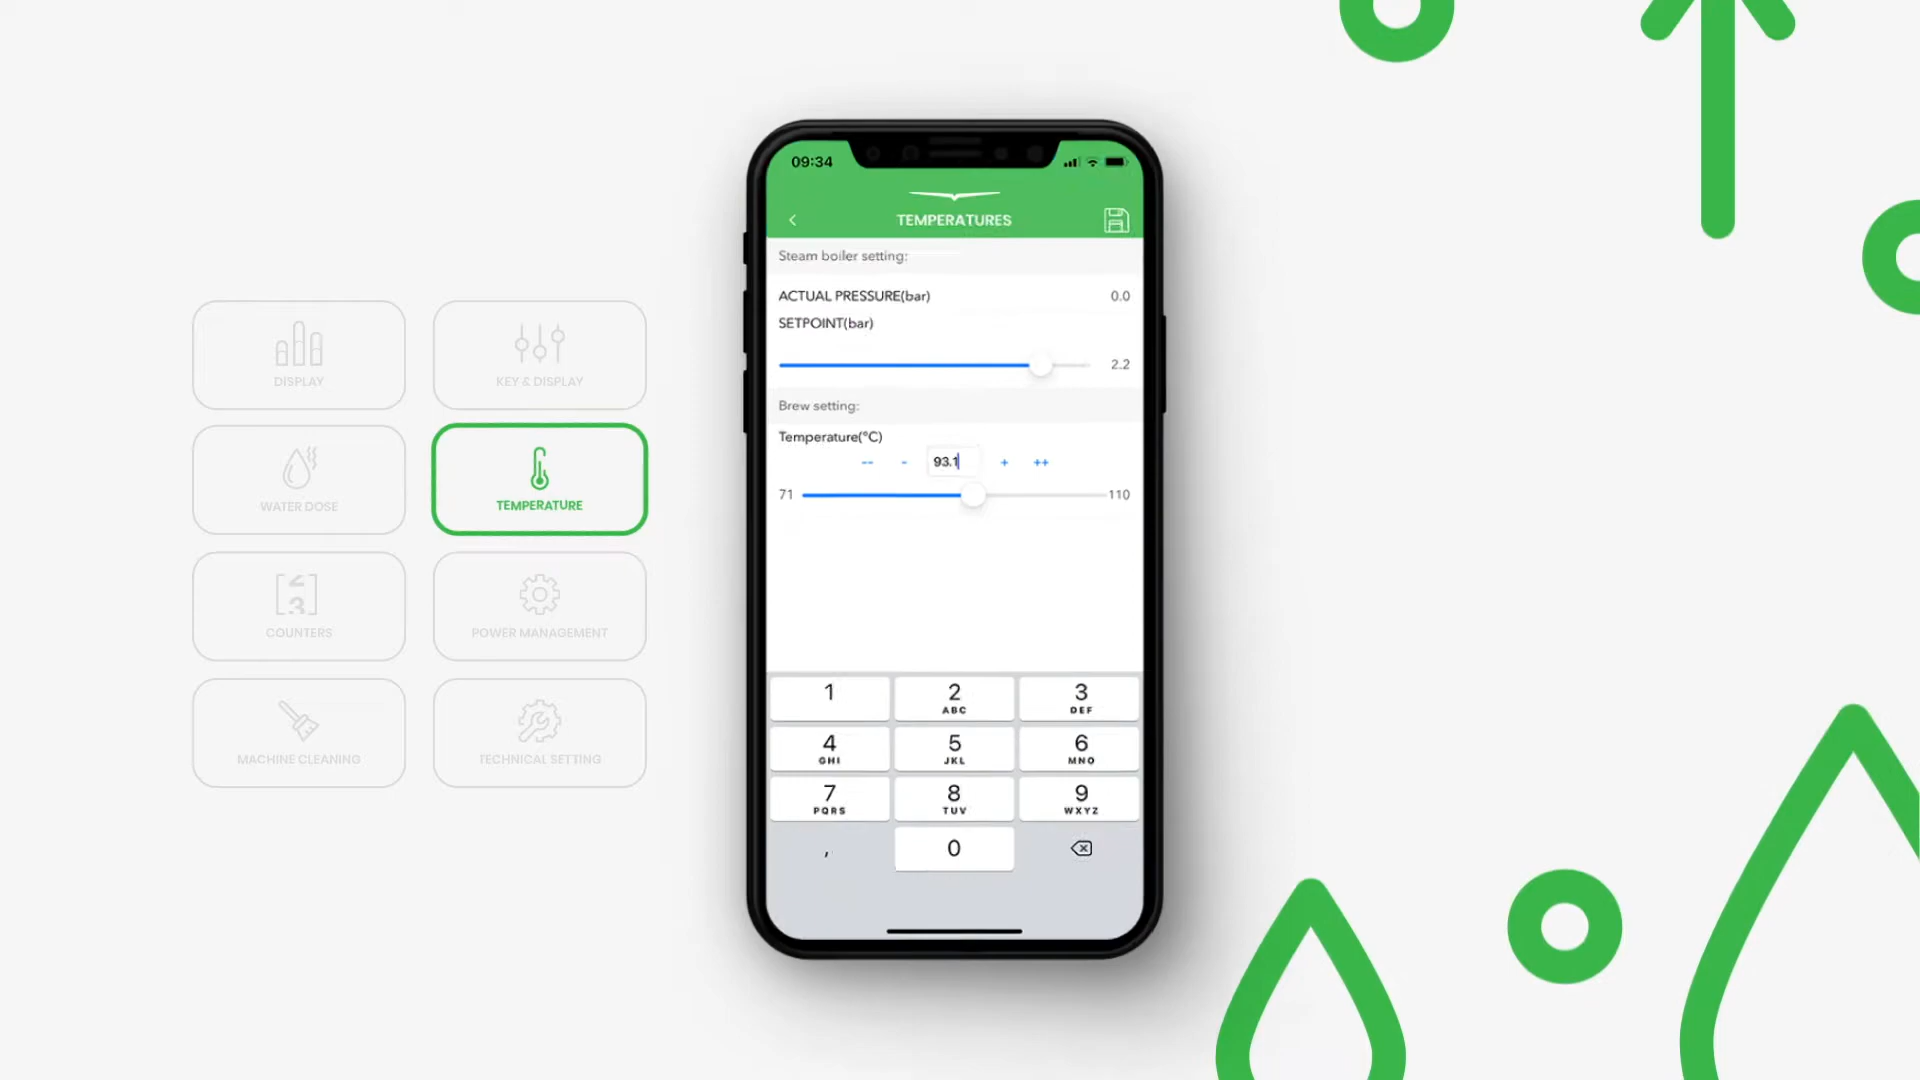 DISPLAY
KEY & DISPLAY
WATER DOSE
TEMPERATURE
COUNTERS
3
POWER MANAGEMENT
MACHINE CLEANING
TECHNICAL SETTING
09:34
TEMPERATURES
Steam boiler setting:
ACTUAL PRESSURE(bar) 0.0
SETPOINT(bar)
2.2
Brew setting:
Temperature(°C)
-- - 93.1 + ++
71 110
1 2 3
ABC DEF
4 5 6
GHI JKL MNO
7 8 9
PQRS TUV WXYZ
, 0